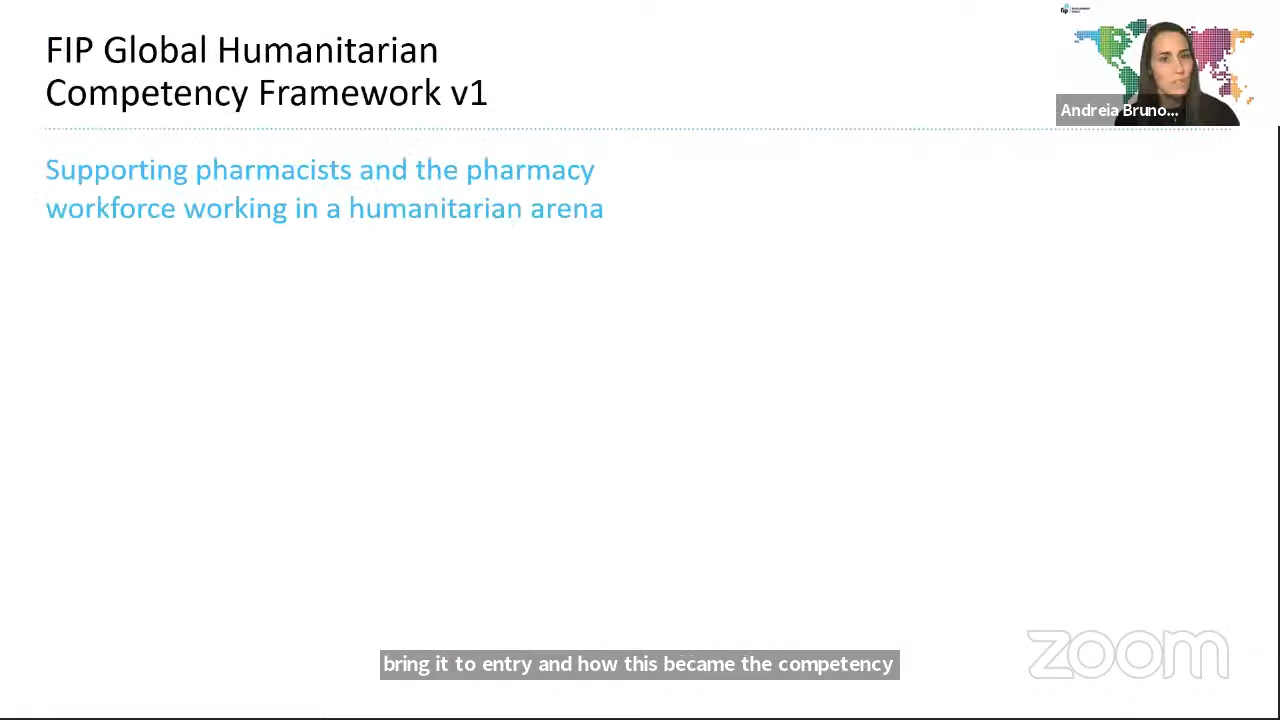 FIP Global Humanitarian
Competency Framework v1
fip
Andreia Bruno...
Supporting pharmacists and the pharmacy
workforce working in a humanitarian arena
bring it to entry and how this became the competency
zoom